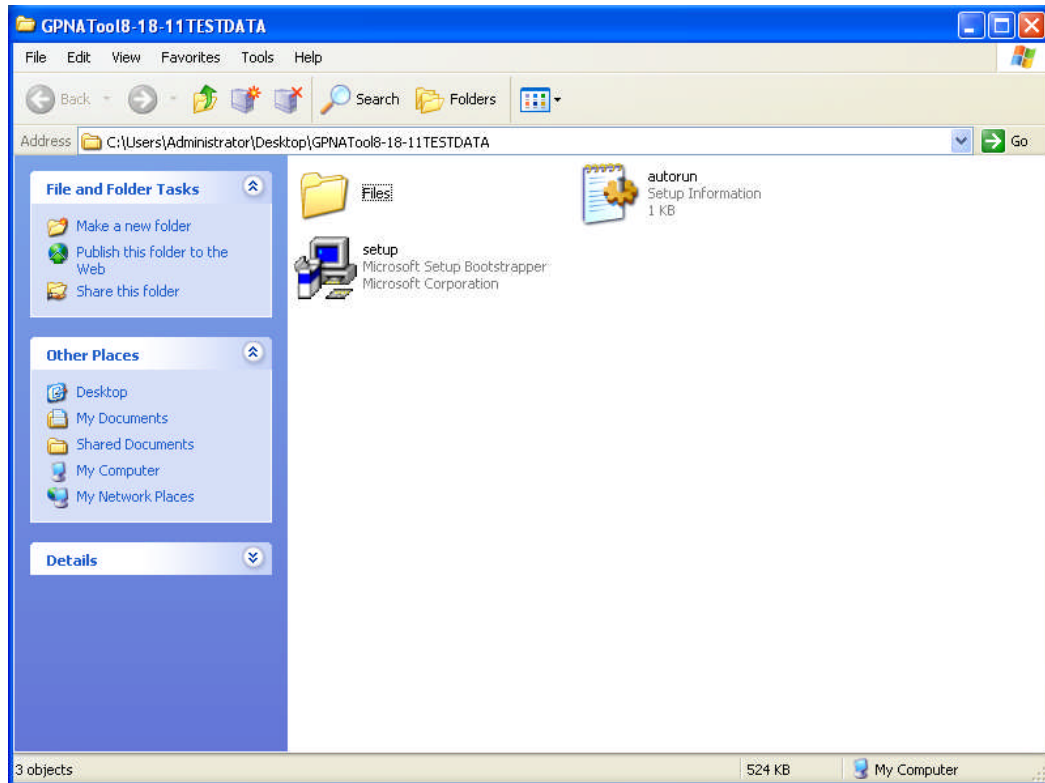 GPNATool8-18-11TESTDATA
File Edit View Favorites Tools Help
Back Search Folders
Address C:\Users\Administrator\Desktop\GPNATool8-18-11TESTDATA Go
File and Folder Tasks
Make a new folder
Publish this folder to the
Web
Share this folder
Other Places
Desktop
My Documents
Shared Documents
My Computer
My Network Places
Details
Files
autorun
Setup Information
1 KB
setup
Microsoft Setup Bootstrapper
Microsoft Corporation
3 objects 524 KB My Computer